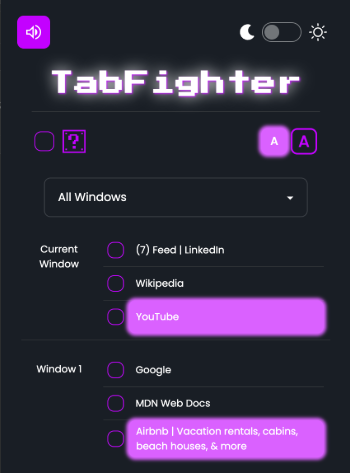 TabFighter
?
A A
All Windows
Current
Window
(7) Feed | LinkedIn
Wikipedia
YouTube
Window 1
Google
MDN Web Docs
Airbnb | Vacation rentals, cabins,
beach houses, & more